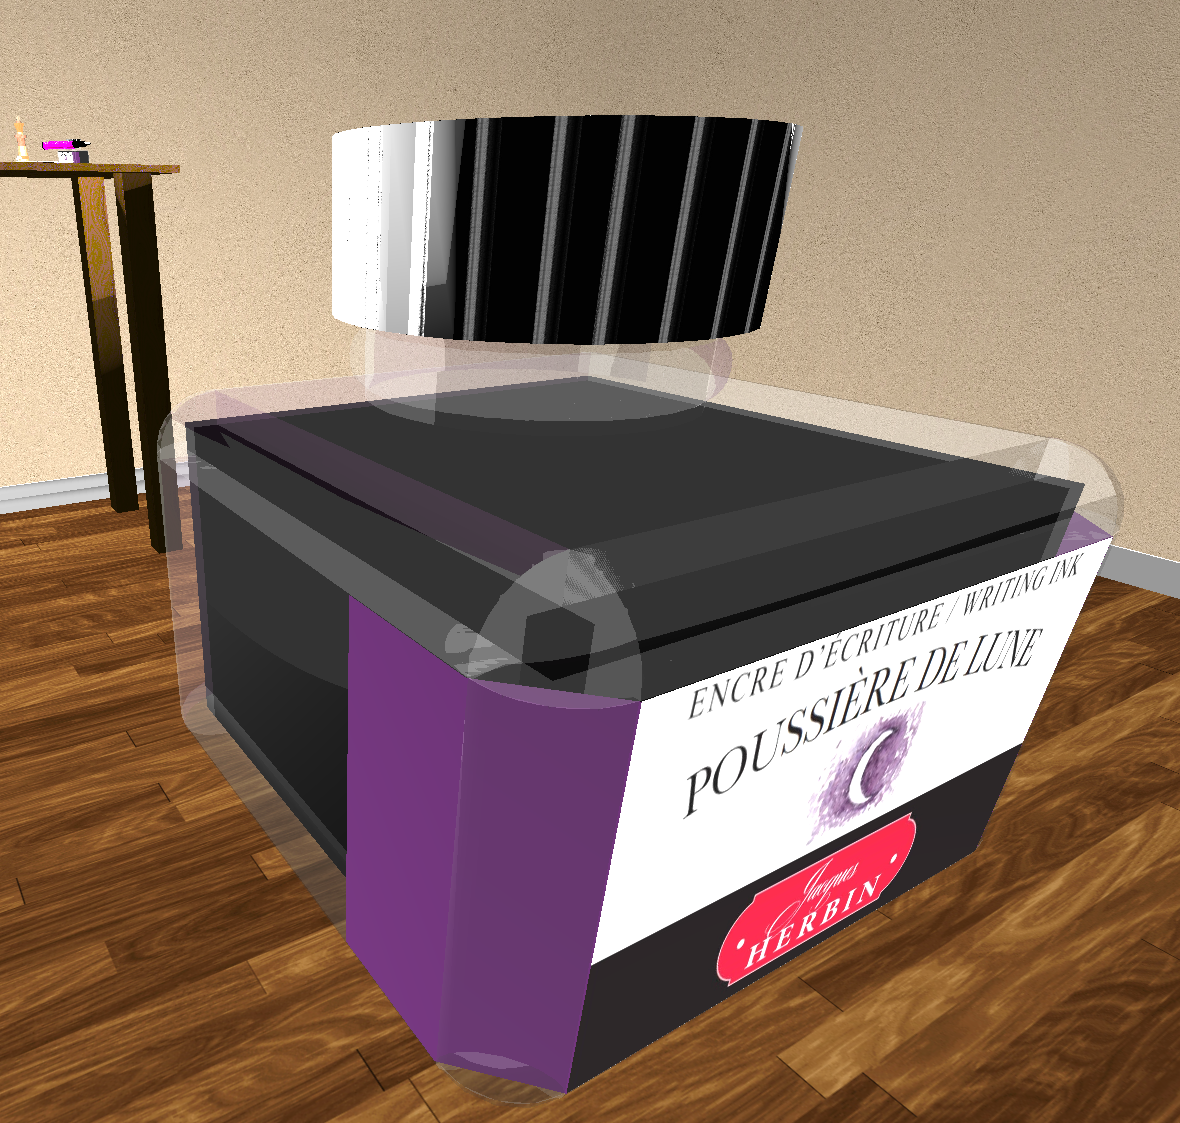 ENCRE D'ÉCRITURE / WRITING INK
POUSSIÈRE DE LUNE
Jacques
HERBIN